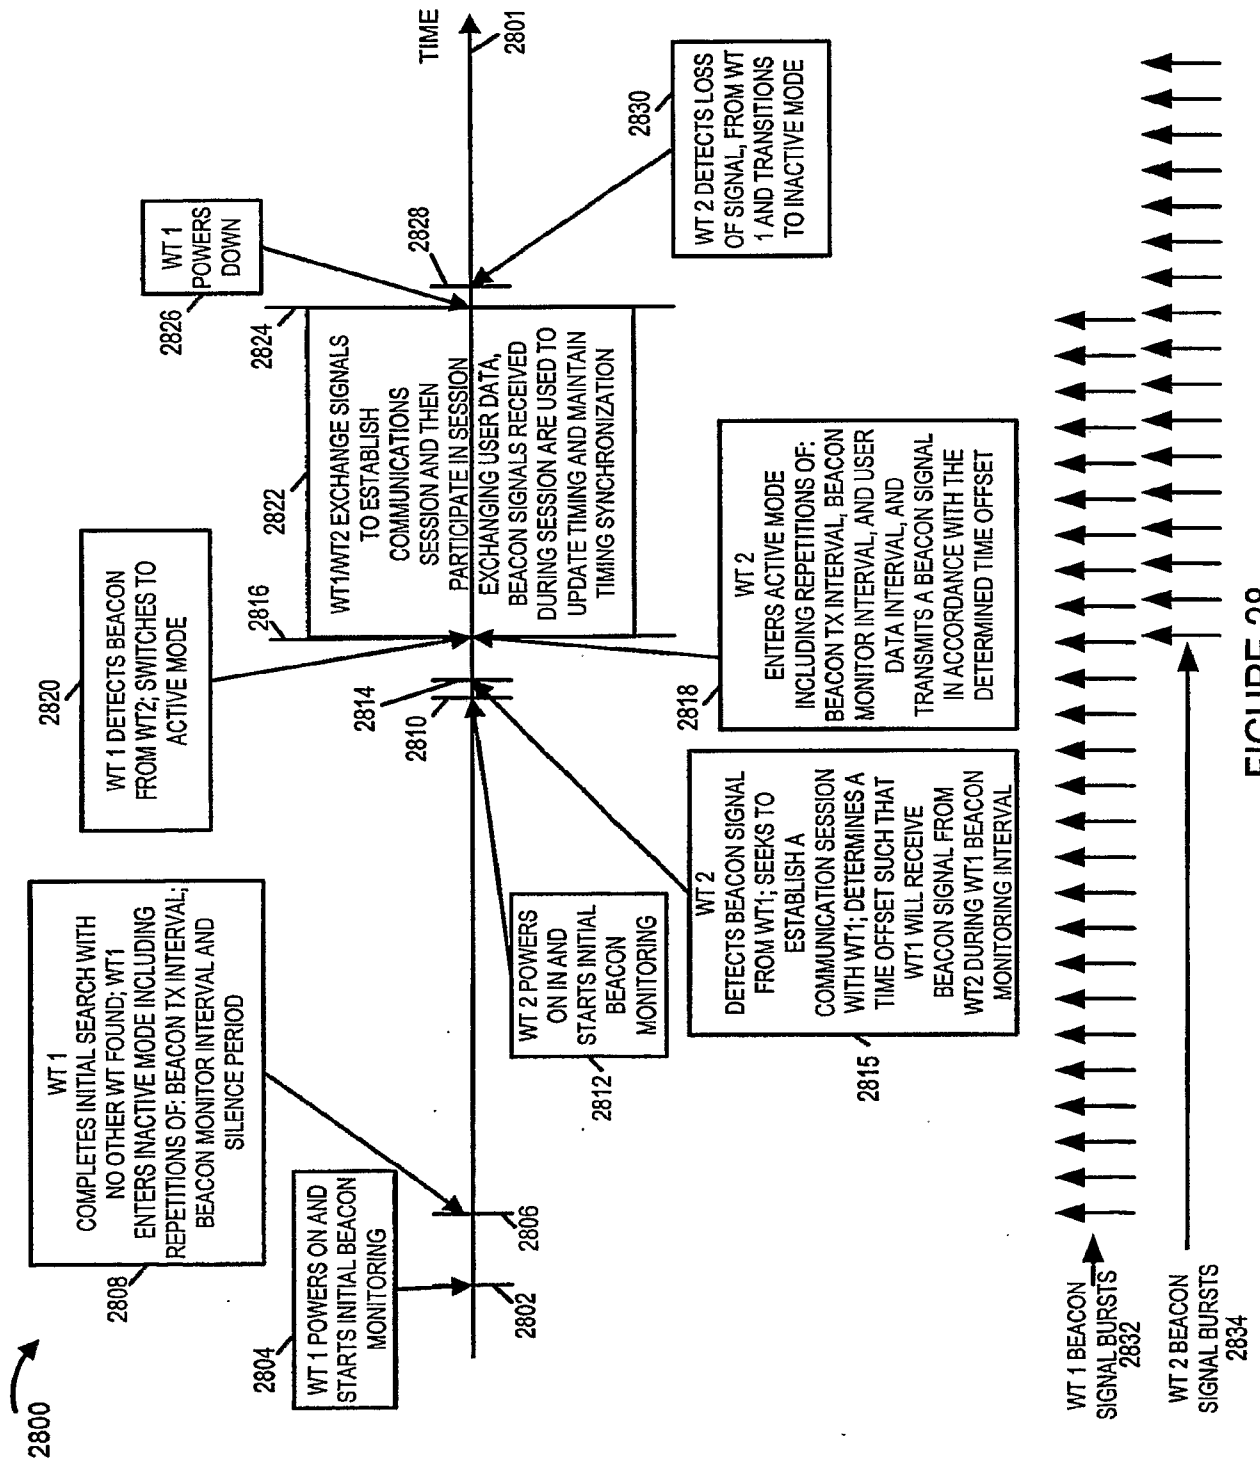 2800
2804
WT 1 POWERS ON AND
STARTS INITIAL BEACON
MONITORING
2802
2808
WT 1
COMPLETES INITIAL SEARCH WITH
NO OTHER WT FOUND; WT1
ENTERS INACTIVE MODE INCLUDING
REPETITIONS OF: BEACON TX INTERVAL;
BEACON MONITOR INTERVAL AND
SILENCE PERIOD
2806
2812
WT 2 POWERS
ON IN AND
STARTS INITIAL
BEACON
MONITORING
2810
2815
WT 2
DETECTS BEACON SIGNAL
FROM WT1; SEEKS TO
ESTABLISH A
COMMUNICATION SESSION
WITH WT1; DETERMINES A
TIME OFFSET SUCH THAT
WT1 WILL RECEIVE
BEACON SIGNAL FROM
WT2 DURING WT1 BEACON
MONITORING INTERVAL
2814
2820
WT 1 DETECTS BEACON
FROM WT2; SWITCHES TO
ACTIVE MODE
2816
2818
WT 2
ENTERS ACTIVE MODE
INCLUDING REPETITIONS OF:
BEACON TX INTERVAL, BEACON
MONITOR INTERVAL, AND USER
DATA INTERVAL, AND
TRANSMITS A BEACON SIGNAL
IN ACCORDANCE WITH THE
DETERMINED TIME OFFSET
2822
WT1/WT2 EXCHANGE SIGNALS
TO ESTABLISH
COMMUNICATIONS
SESSION AND THEN
PARTICIPATE IN SESSION
EXCHANGING USER DATA,
BEACON SIGNALS RECEIVED
DURING SESSION ARE USED TO
UPDATE TIMING AND MAINTAIN
TIMING SYNCHRONIZATION
2824
2826
WT 1
POWERS
DOWN
2828
2830
WT 2 DETECTS LOSS
OF SIGNAL, FROM WT
1 AND TRANSITIONS
TO INACTIVE MODE
TIME
2801
WT 1 BEACON
SIGNAL BURSTS
2832
WT 2 BEACON
SIGNAL BURSTS
2834
FIGURE 28